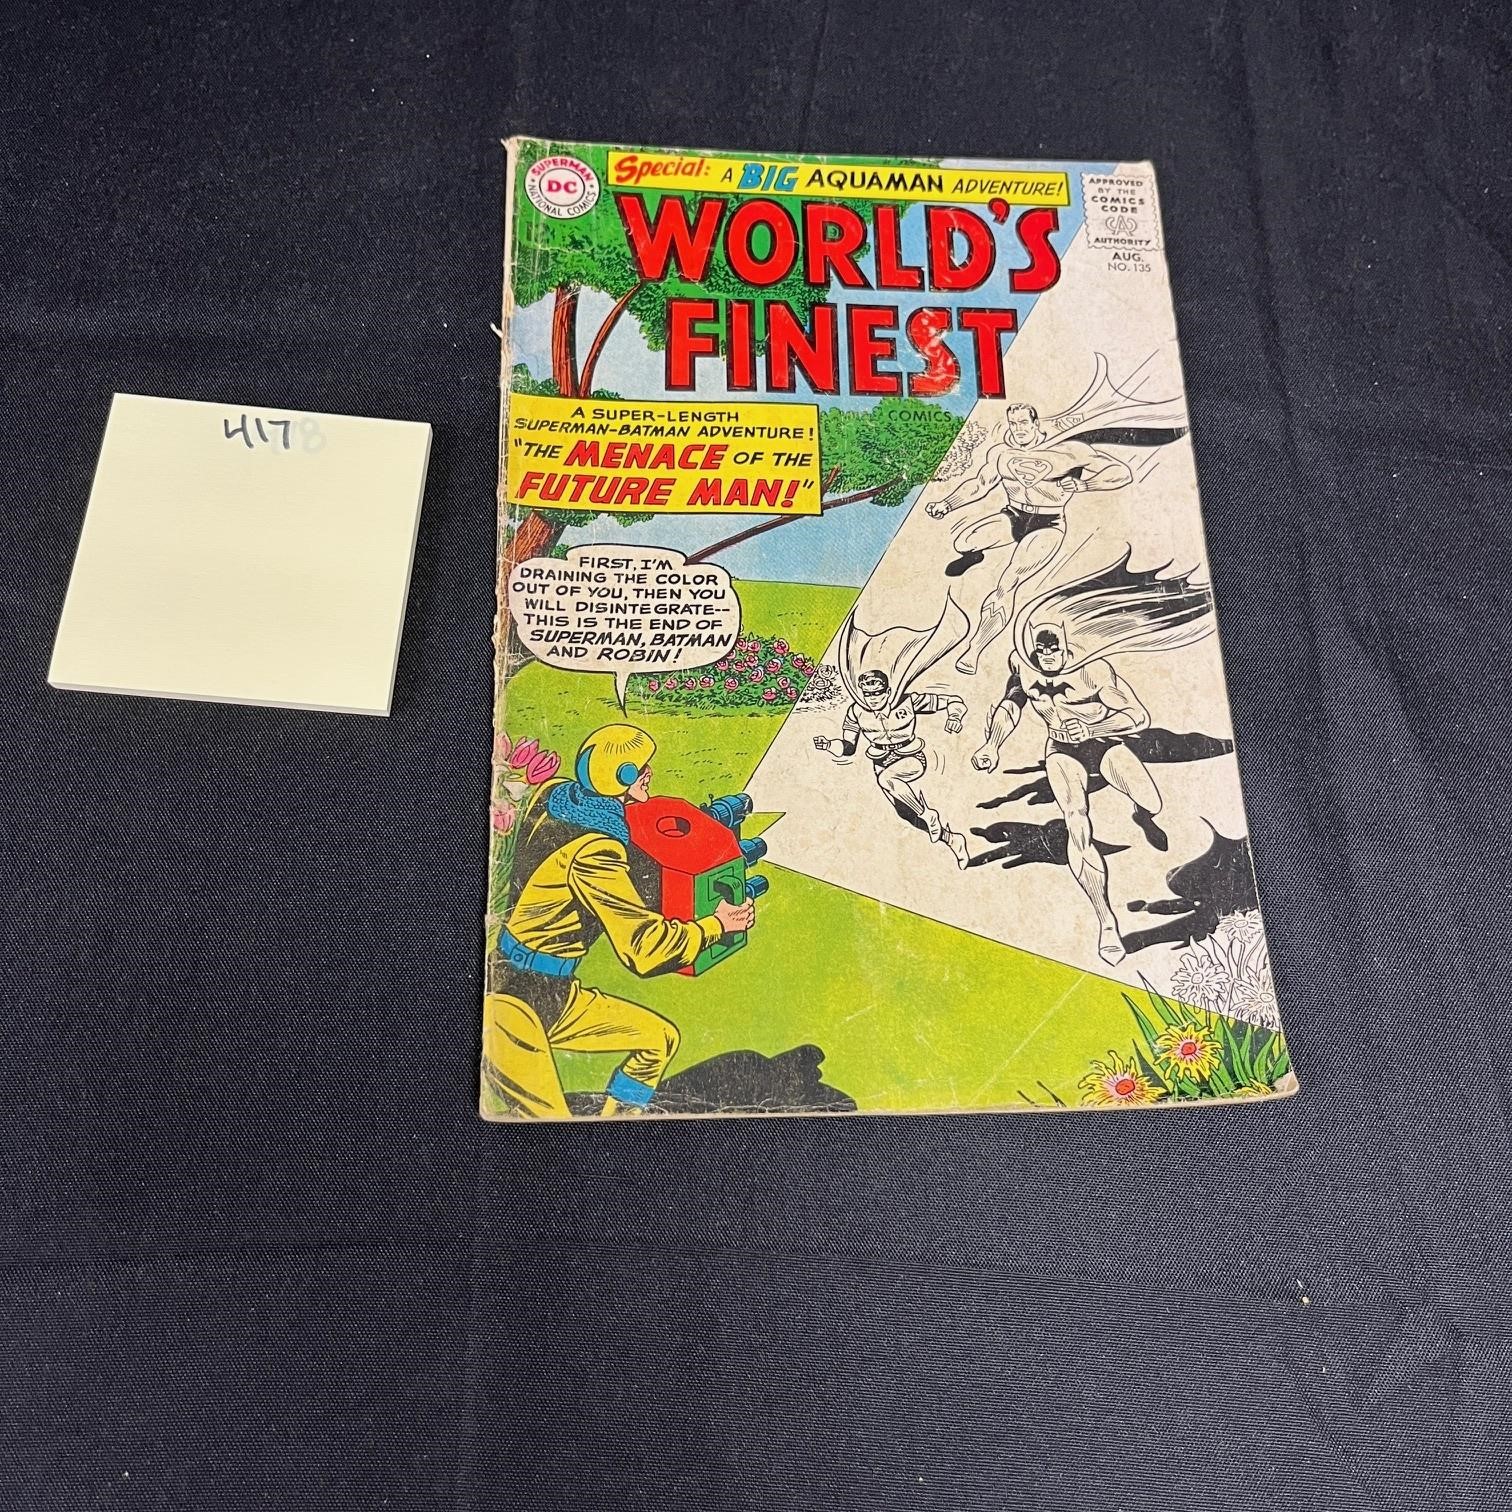 417
SUPERMAN
DC
NATIONAL COMICS
Special: A BIG AQUAMAN ADVENTURE!
WORLD'S
FINEST
COMICS
APPROVED
BY THE
COMICS
CODE
CA
AUTHORITY
AUG.
NO. 135
A SUPER-LENGTH
SUPERMAN-BATMAN ADVENTURE!
"THE MENACE OF THE
FUTURE MAN!"
FIRST, I'M
DRAINING THE COLOR
OUT OF YOU, THEN YOU
WILL DISINTEGRATE--
THIS IS THE END OF
SUPERMAN, BATMAN
AND ROBIN!
S
R